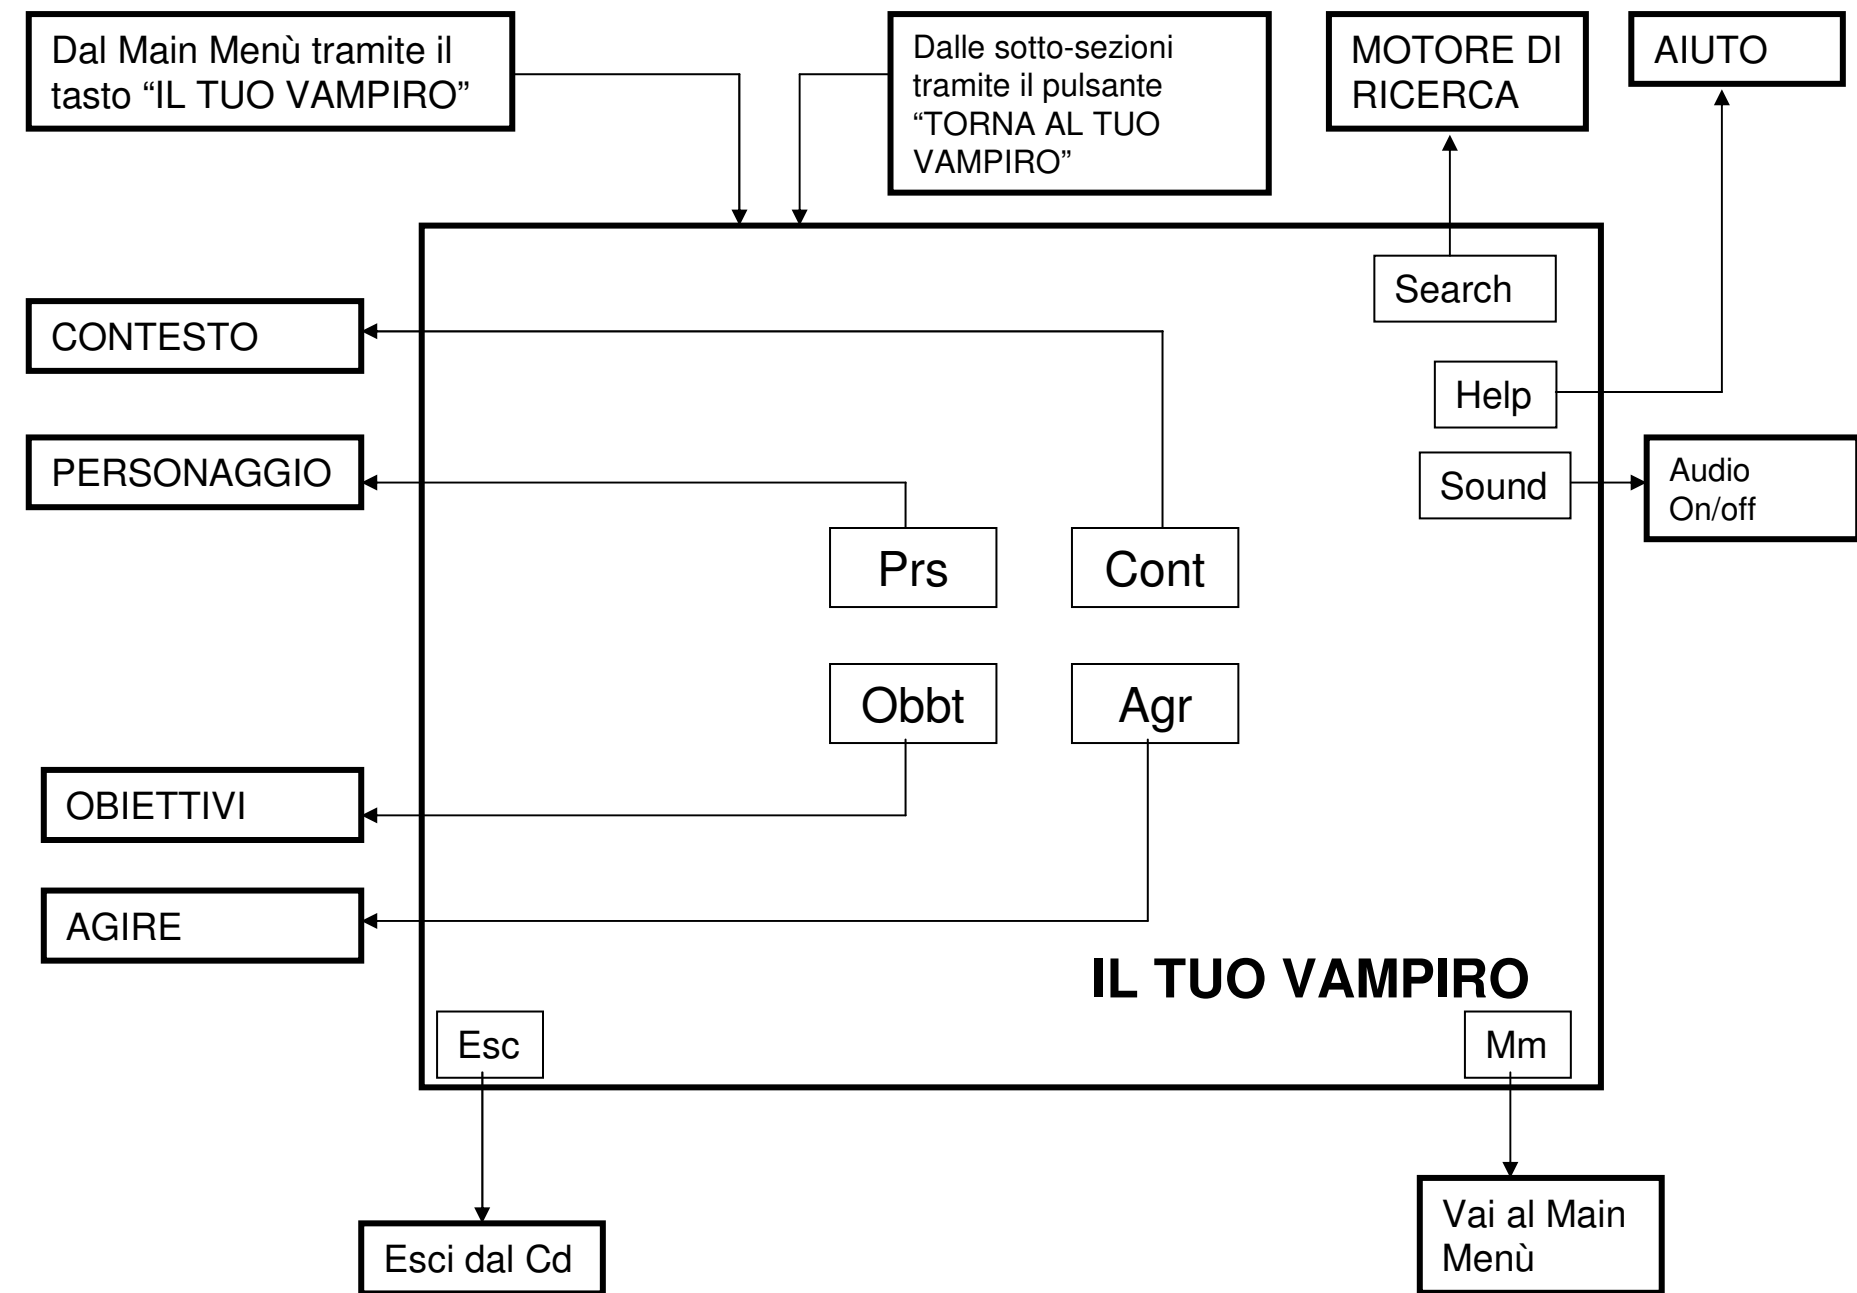 Dal Main Menù tramite il
tasto “IL TUO VAMPIRO”
Dalle sotto-sezioni
tramite il pulsante
“TORNA AL TUO
VAMPIRO”
MOTORE DI
RICERCA
AIUTO
Search
CONTESTO
Help
PERSONAGGIO
Sound
Audio
On/off
Prs
Cont
Obbt
Agr
OBIETTIVI
AGIRE
IL TUO VAMPIRO
Esc
Mm
Esci dal Cd
Vai al Main
Menù